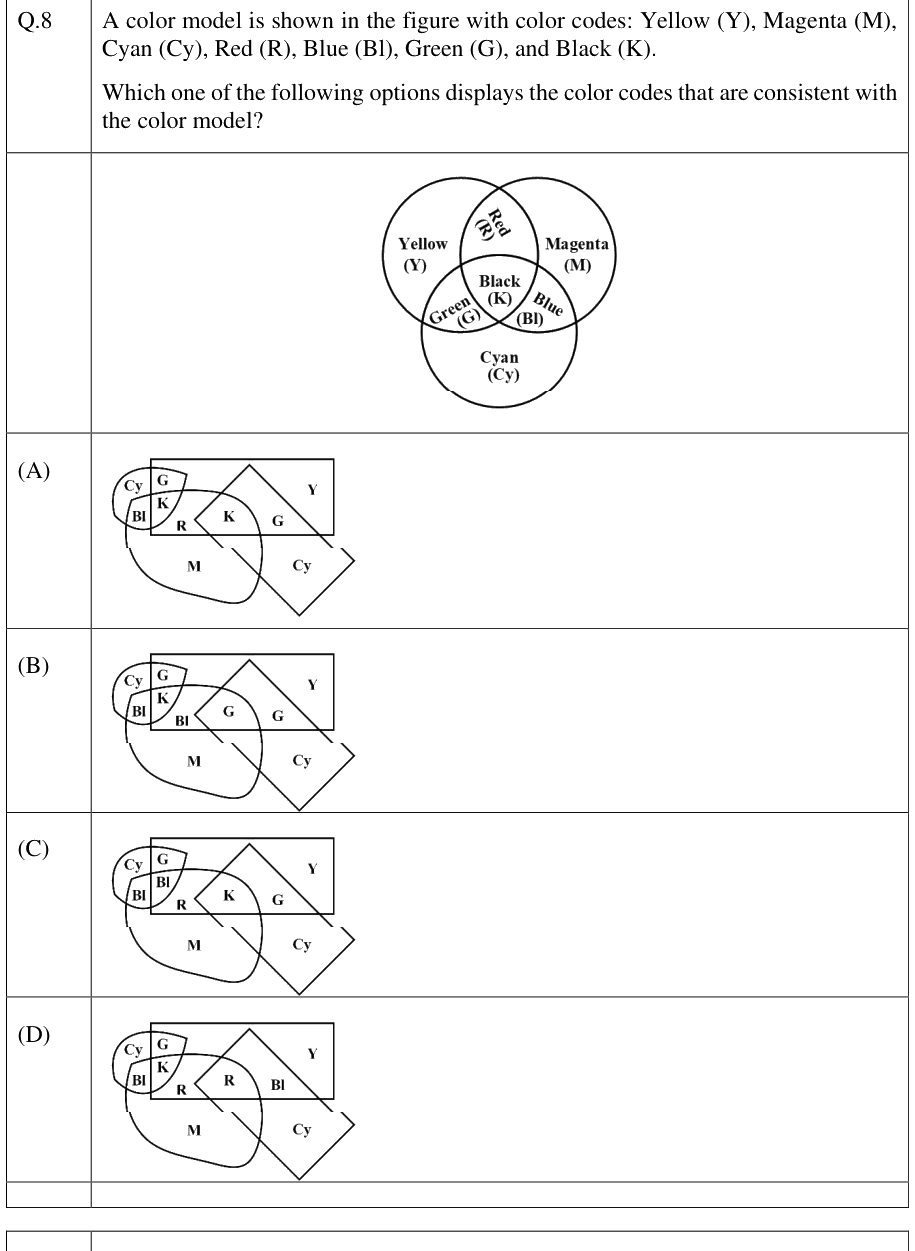 Q.8 A color model is shown in the figure with color codes: Yellow (Y), Magenta (M),
Cyan (Cy), Red (R), Blue (Bl), Green (G), and Black (K).
Which one of the following options displays the color codes that are consistent with
the color model?
Red
(R)
Yellow Magenta
(Y) (M)
Black
Green (K) Blue
(G) (Bl)
Cyan
(Cy)
(A)
Cy G Y
K
Bl R K G
M Cy
(B)
Cy G Y
K
Bl Bl G G
M Cy
(C)
Cy G Y
Bl
Bl R K G
M Cy
(D)
Cy G Y
K
Bl R R Bl
M Cy